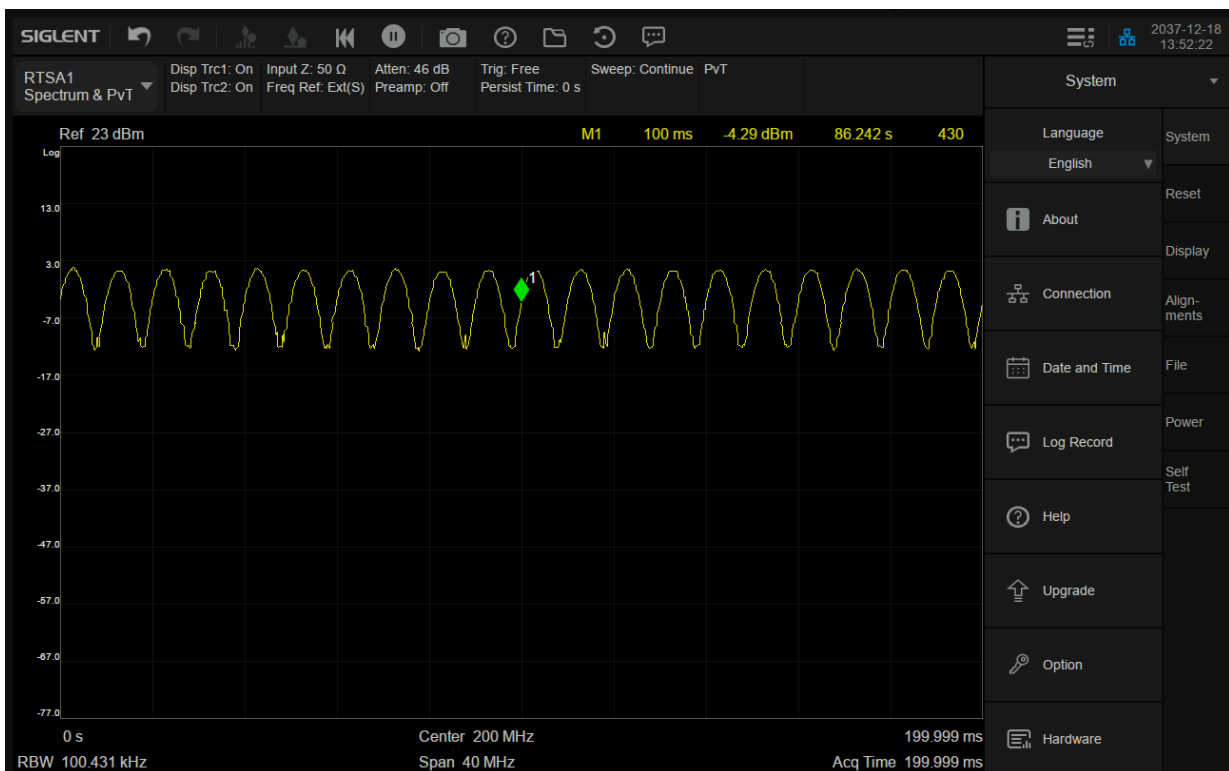 SIGLENT
2037-12-18
13:52:22
RTSA1
Spectrum & PvT
Disp Trc1: On Input Z: 50 Ω Atten: 46 dB Trig: Free Sweep: Continue PvT
Disp Trc2: On Freq Ref: Ext(S) Preamp: Off Persist Time: 0 s
Ref 23 dBm M1 100 ms -4.29 dBm 86.242 s 430
Log
13.0
3.0
1
-7.0
-17.0
-27.0
-37.0
-47.0
-57.0
-67.0
-77.0
0 s Center 200 MHz 199.999 ms
RBW 100.431 kHz Span 40 MHz Acq Time 199.999 ms
System
Language
English
About
Connection
Date and Time
Log Record
Help
Upgrade
Option
Hardware
System
Reset
Display
Align-
ments
File
Power
Self
Test